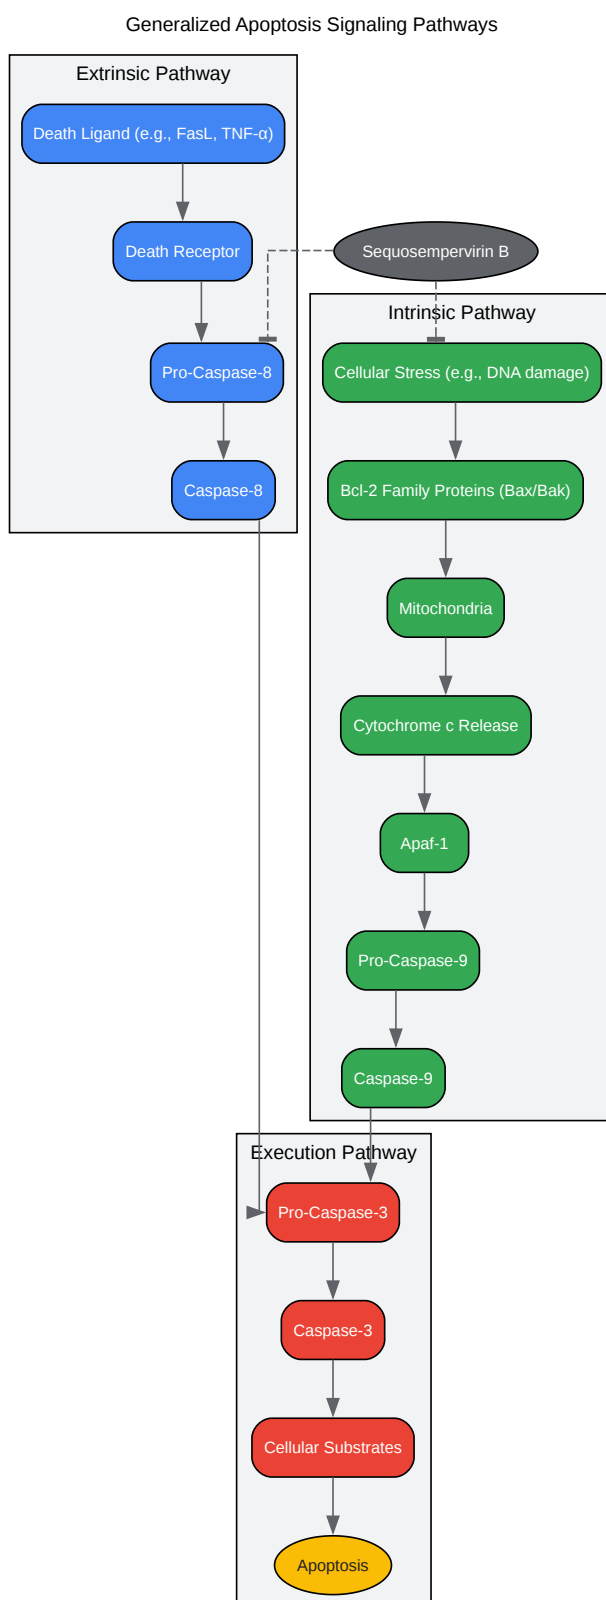 Generalized Apoptosis Signaling Pathways
Extrinsic Pathway
Death Ligand (e.g., FasL, TNF-α)
Death Receptor
Pro-Caspase-8
Caspase-8
Sequosempervirin B
Intrinsic Pathway
Cellular Stress (e.g., DNA damage)
Bcl-2 Family Proteins (Bax/Bak)
Mitochondria
Cytochrome c Release
Apaf-1
Pro-Caspase-9
Caspase-9
Execution Pathway
Pro-Caspase-3
Caspase-3
Cellular Substrates
Apoptosis